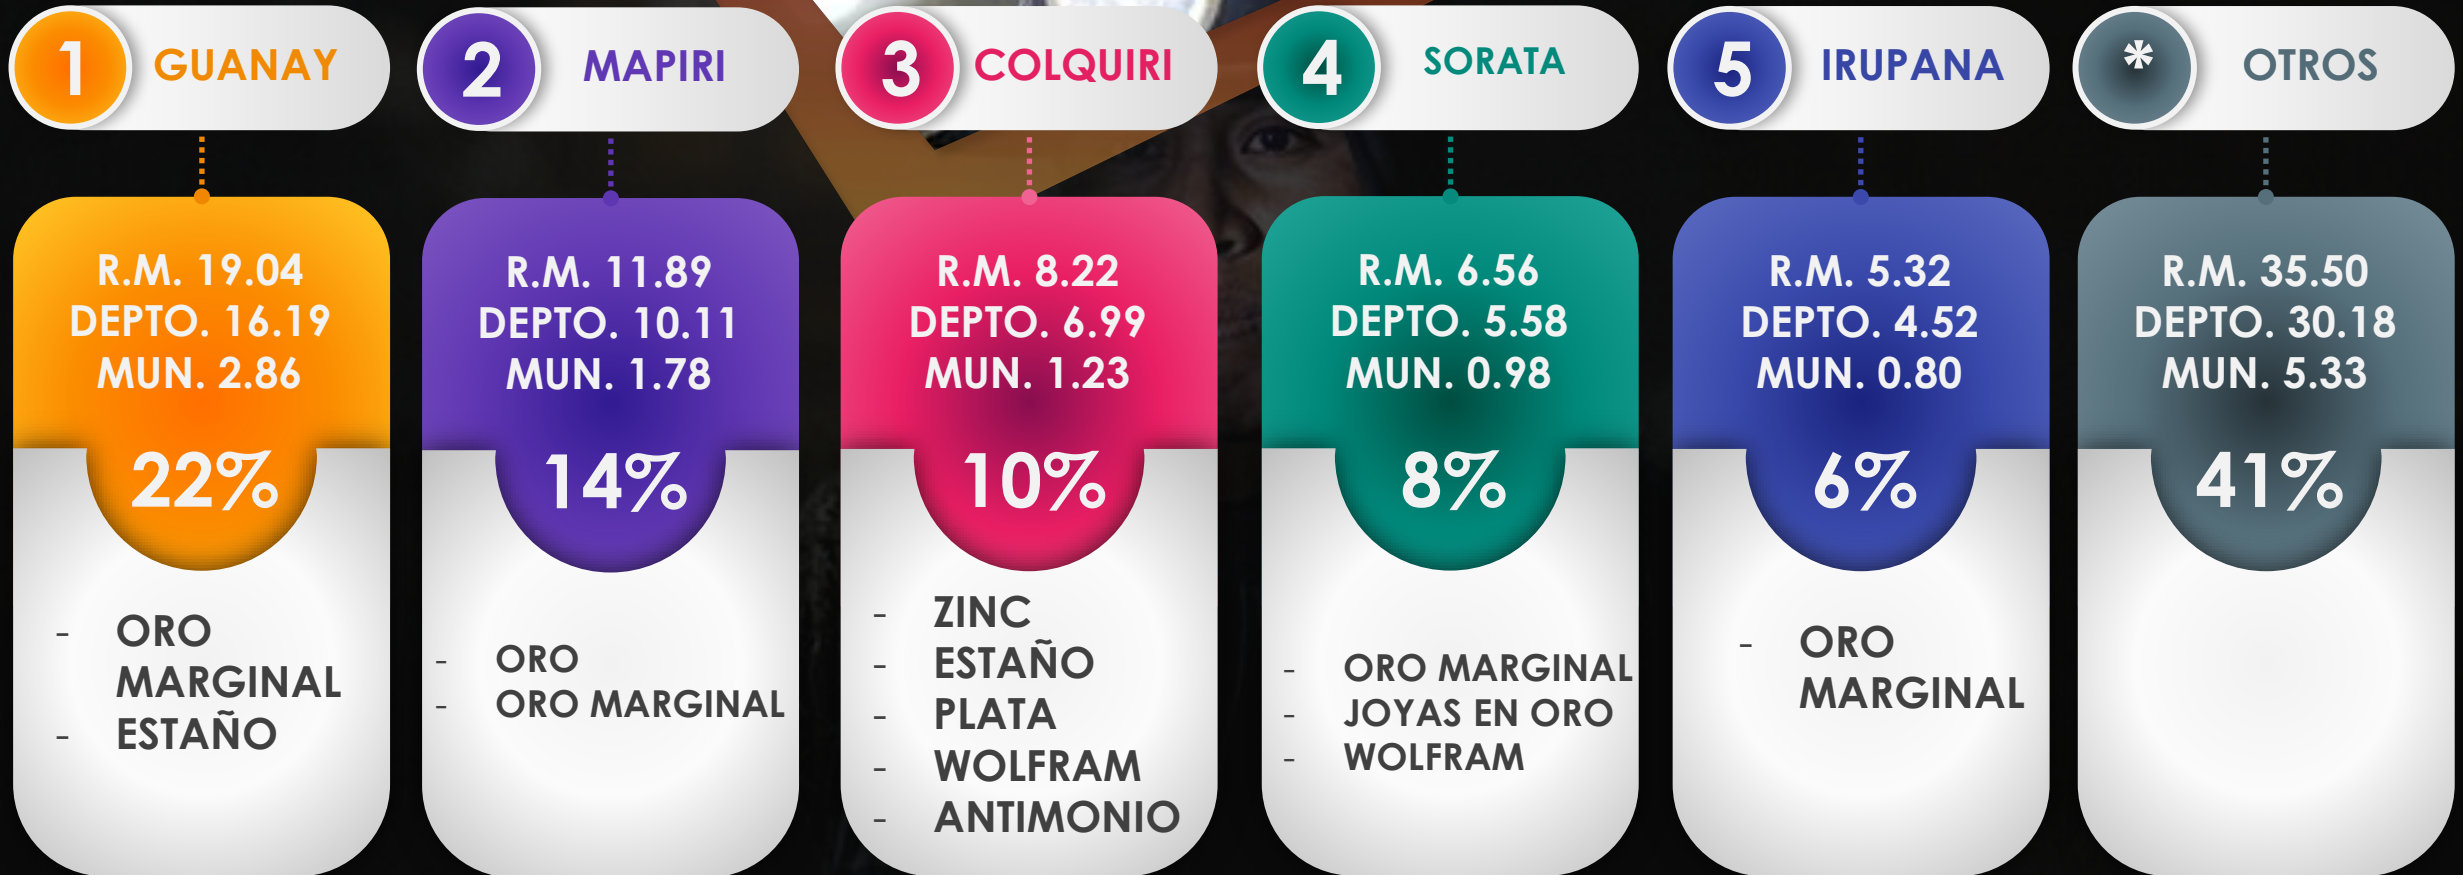 1 GUANAY
R.M. 19.04
DEPTO. 16.19
MUN. 2.86
22%
- ORO
MARGINAL
- ESTAÑO
2 MAPIRI
R.M. 11.89
DEPTO. 10.11
MUN. 1.78
14%
- ORO
- ORO MARGINAL
3 COLQUIRI
R.M. 8.22
DEPTO. 6.99
MUN. 1.23
10%
- ZINC
- ESTAÑO
- PLATA
- WOLFRAM
- ANTIMONIO
4 SORATA
R.M. 6.56
DEPTO. 5.58
MUN. 0.98
8%
- ORO MARGINAL
- JOYAS EN ORO
- WOLFRAM
5 IRUPANA
R.M. 5.32
DEPTO. 4.52
MUN. 0.80
6%
- ORO
MARGINAL
* OTROS
R.M. 35.50
DEPTO. 30.18
MUN. 5.33
41%